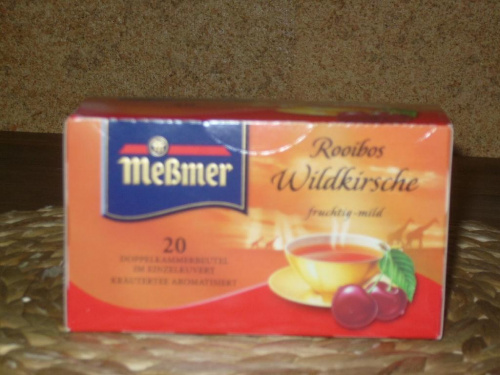 Meßmer
Rooibos
Wildkirsche
fruchtig-mild
20
DOPPELKAMMERBEUTEL
IM EINZELKUVERT
KRÄUTERTEE AROMATISIERT